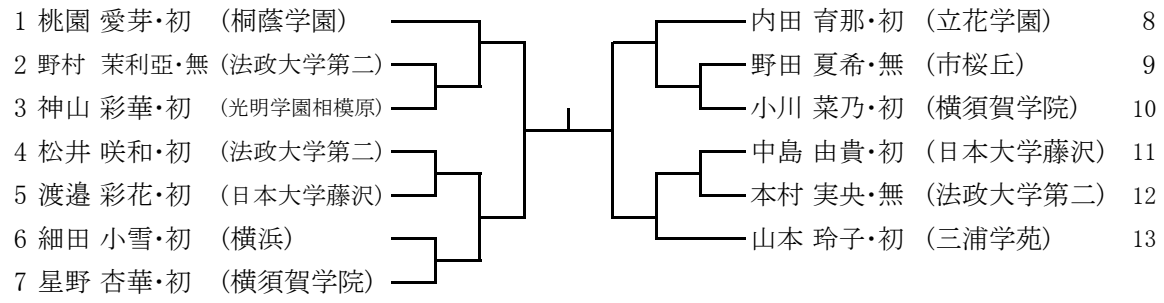 1 桃園 愛芽・初 (桐蔭学園)
2 野村 茉利亞・無 (法政大学第二)
3 神山 彩華・初 (光明学園相模原)
4 松井 咲和・初 (法政大学第二)
5 渡邉 彩花・初 (日本大学藤沢)
6 細田 小雪・初 (横浜)
7 星野 杏華・初 (横須賀学院)
内田 育那・初 (立花学園) 8
野田 夏希・無 (市桜丘) 9
小川 菜乃・初 (横須賀学院) 10
中島 由貴・初 (日本大学藤沢) 11
本村 実央・無 (法政大学第二) 12
山本 玲子・初 (三浦学苑) 13